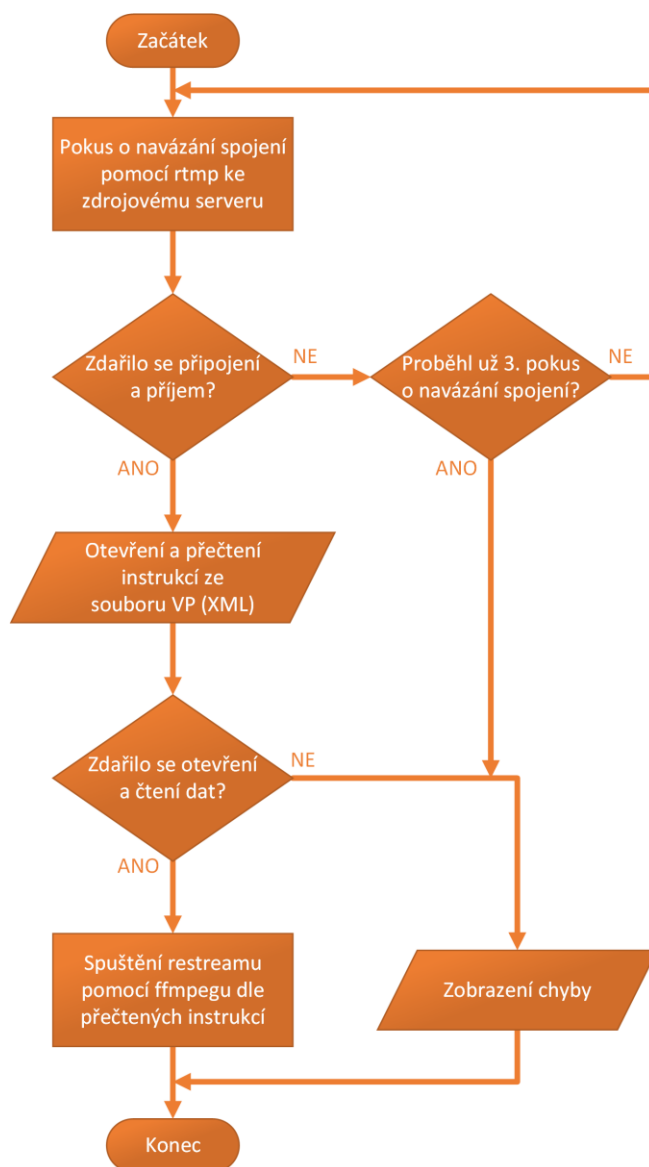 Začátek
Pokus o navázání spojení
pomocí rtmp ke
zdrojovému serveru
Zdařilo se připojení
a příjem?
NE
Proběhl už 3. pokus
o navázání spojení?
NE
ANO
ANO
Otevření a přečtení
instrukcí ze
souboru VP (XML)
Zdařilo se otevření
a čtení dat?
NE
ANO
Spuštění restreamu
pomocí ffmpegu dle
přečtených instrukcí
Zobrazení chyby
Konec